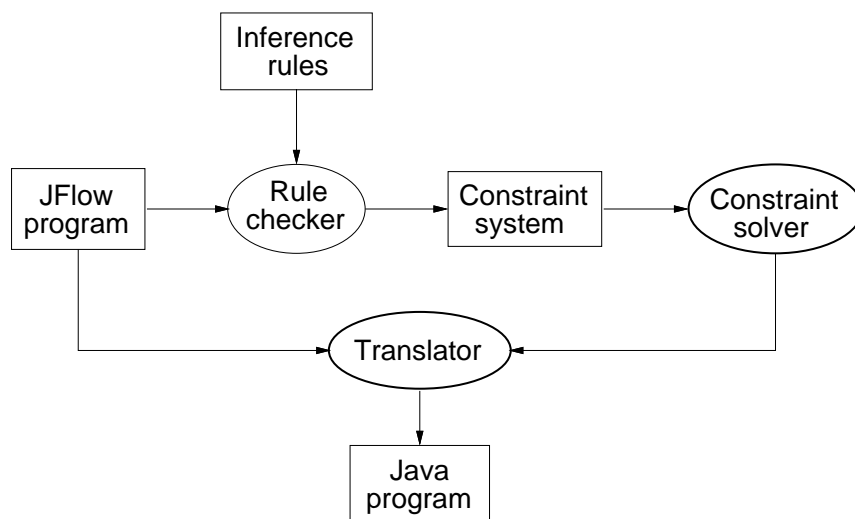 Inference
rules
JFlow
program
Rule
checker
Constraint
system
Constraint
solver
Translator
Java
program